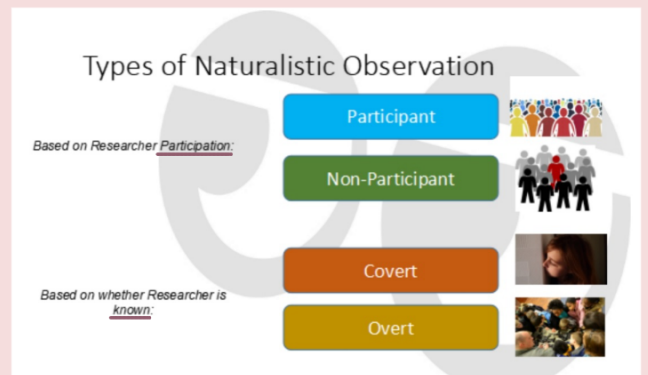 Types of Naturalistic Observation
Based on Researcher Participation:
Participant
Non-Participant
Based on whether Researcher is
known:
Covert
Overt